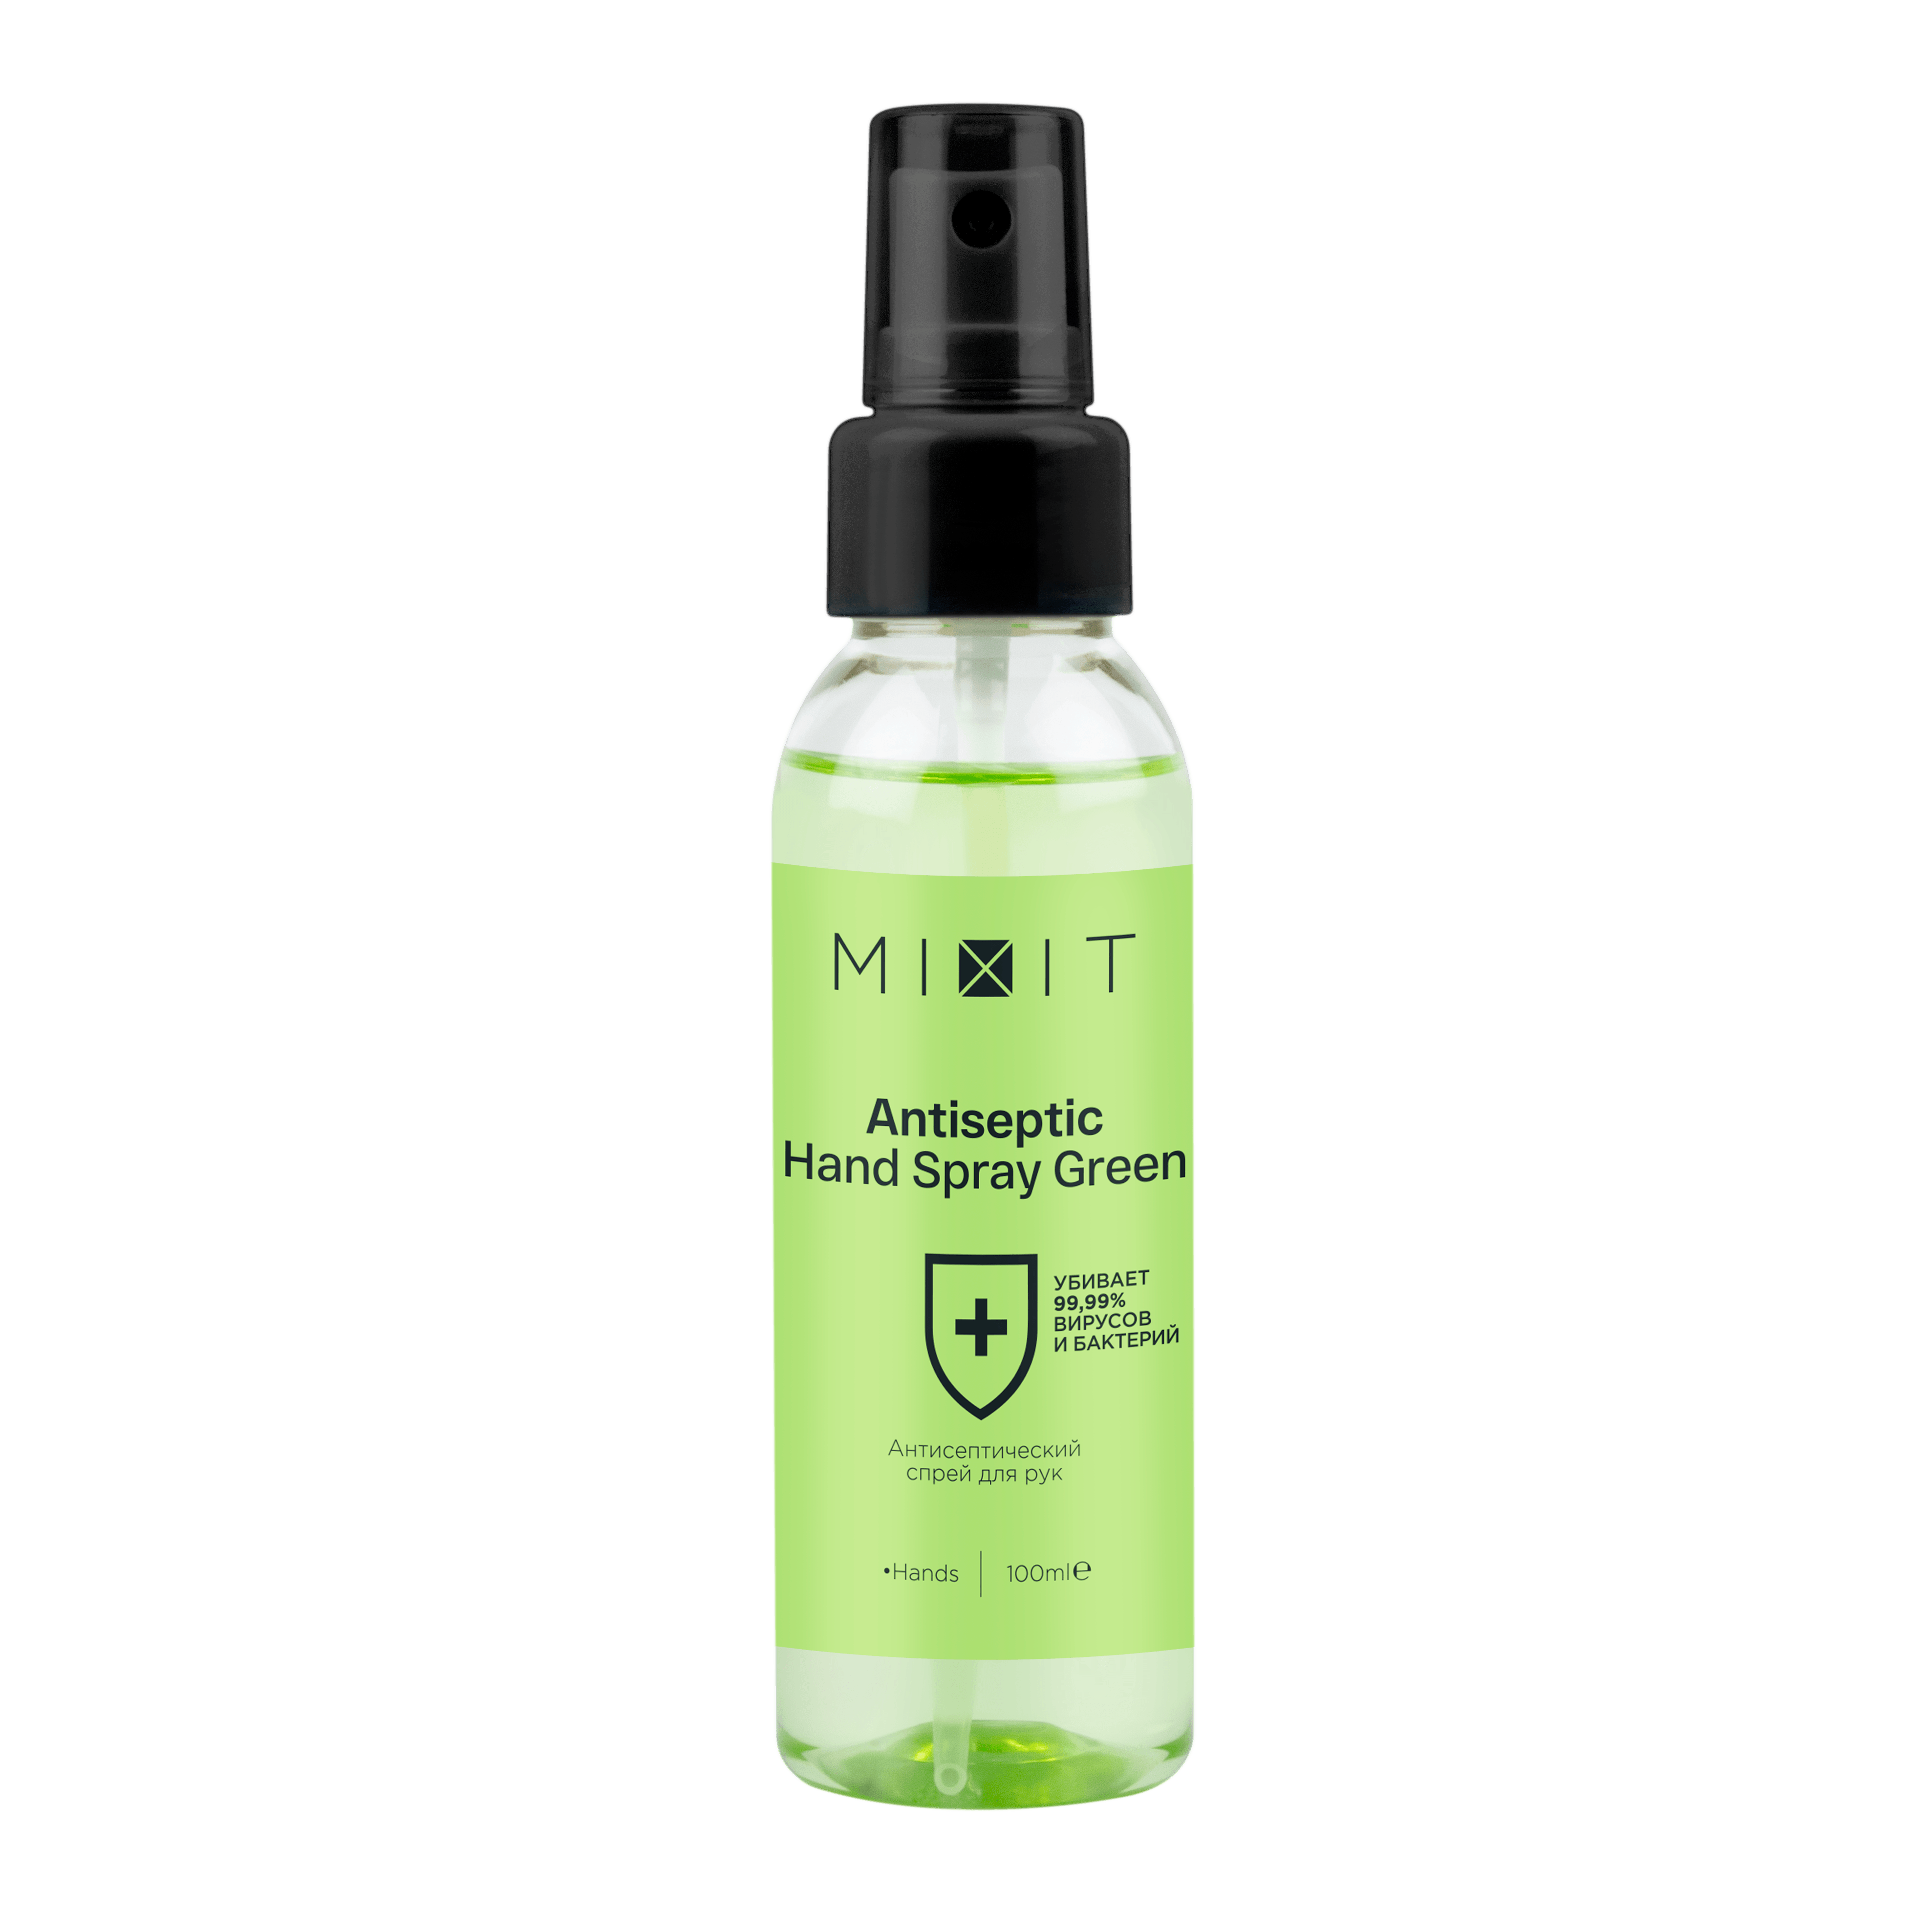 MIXIT
Antiseptic
Hand Spray Green
УБИВАЕТ
99,99%
ВИРУСОВ
И БАКТЕРИЙ
Антисептический
спрей для рук
•Hands | 100ml℮